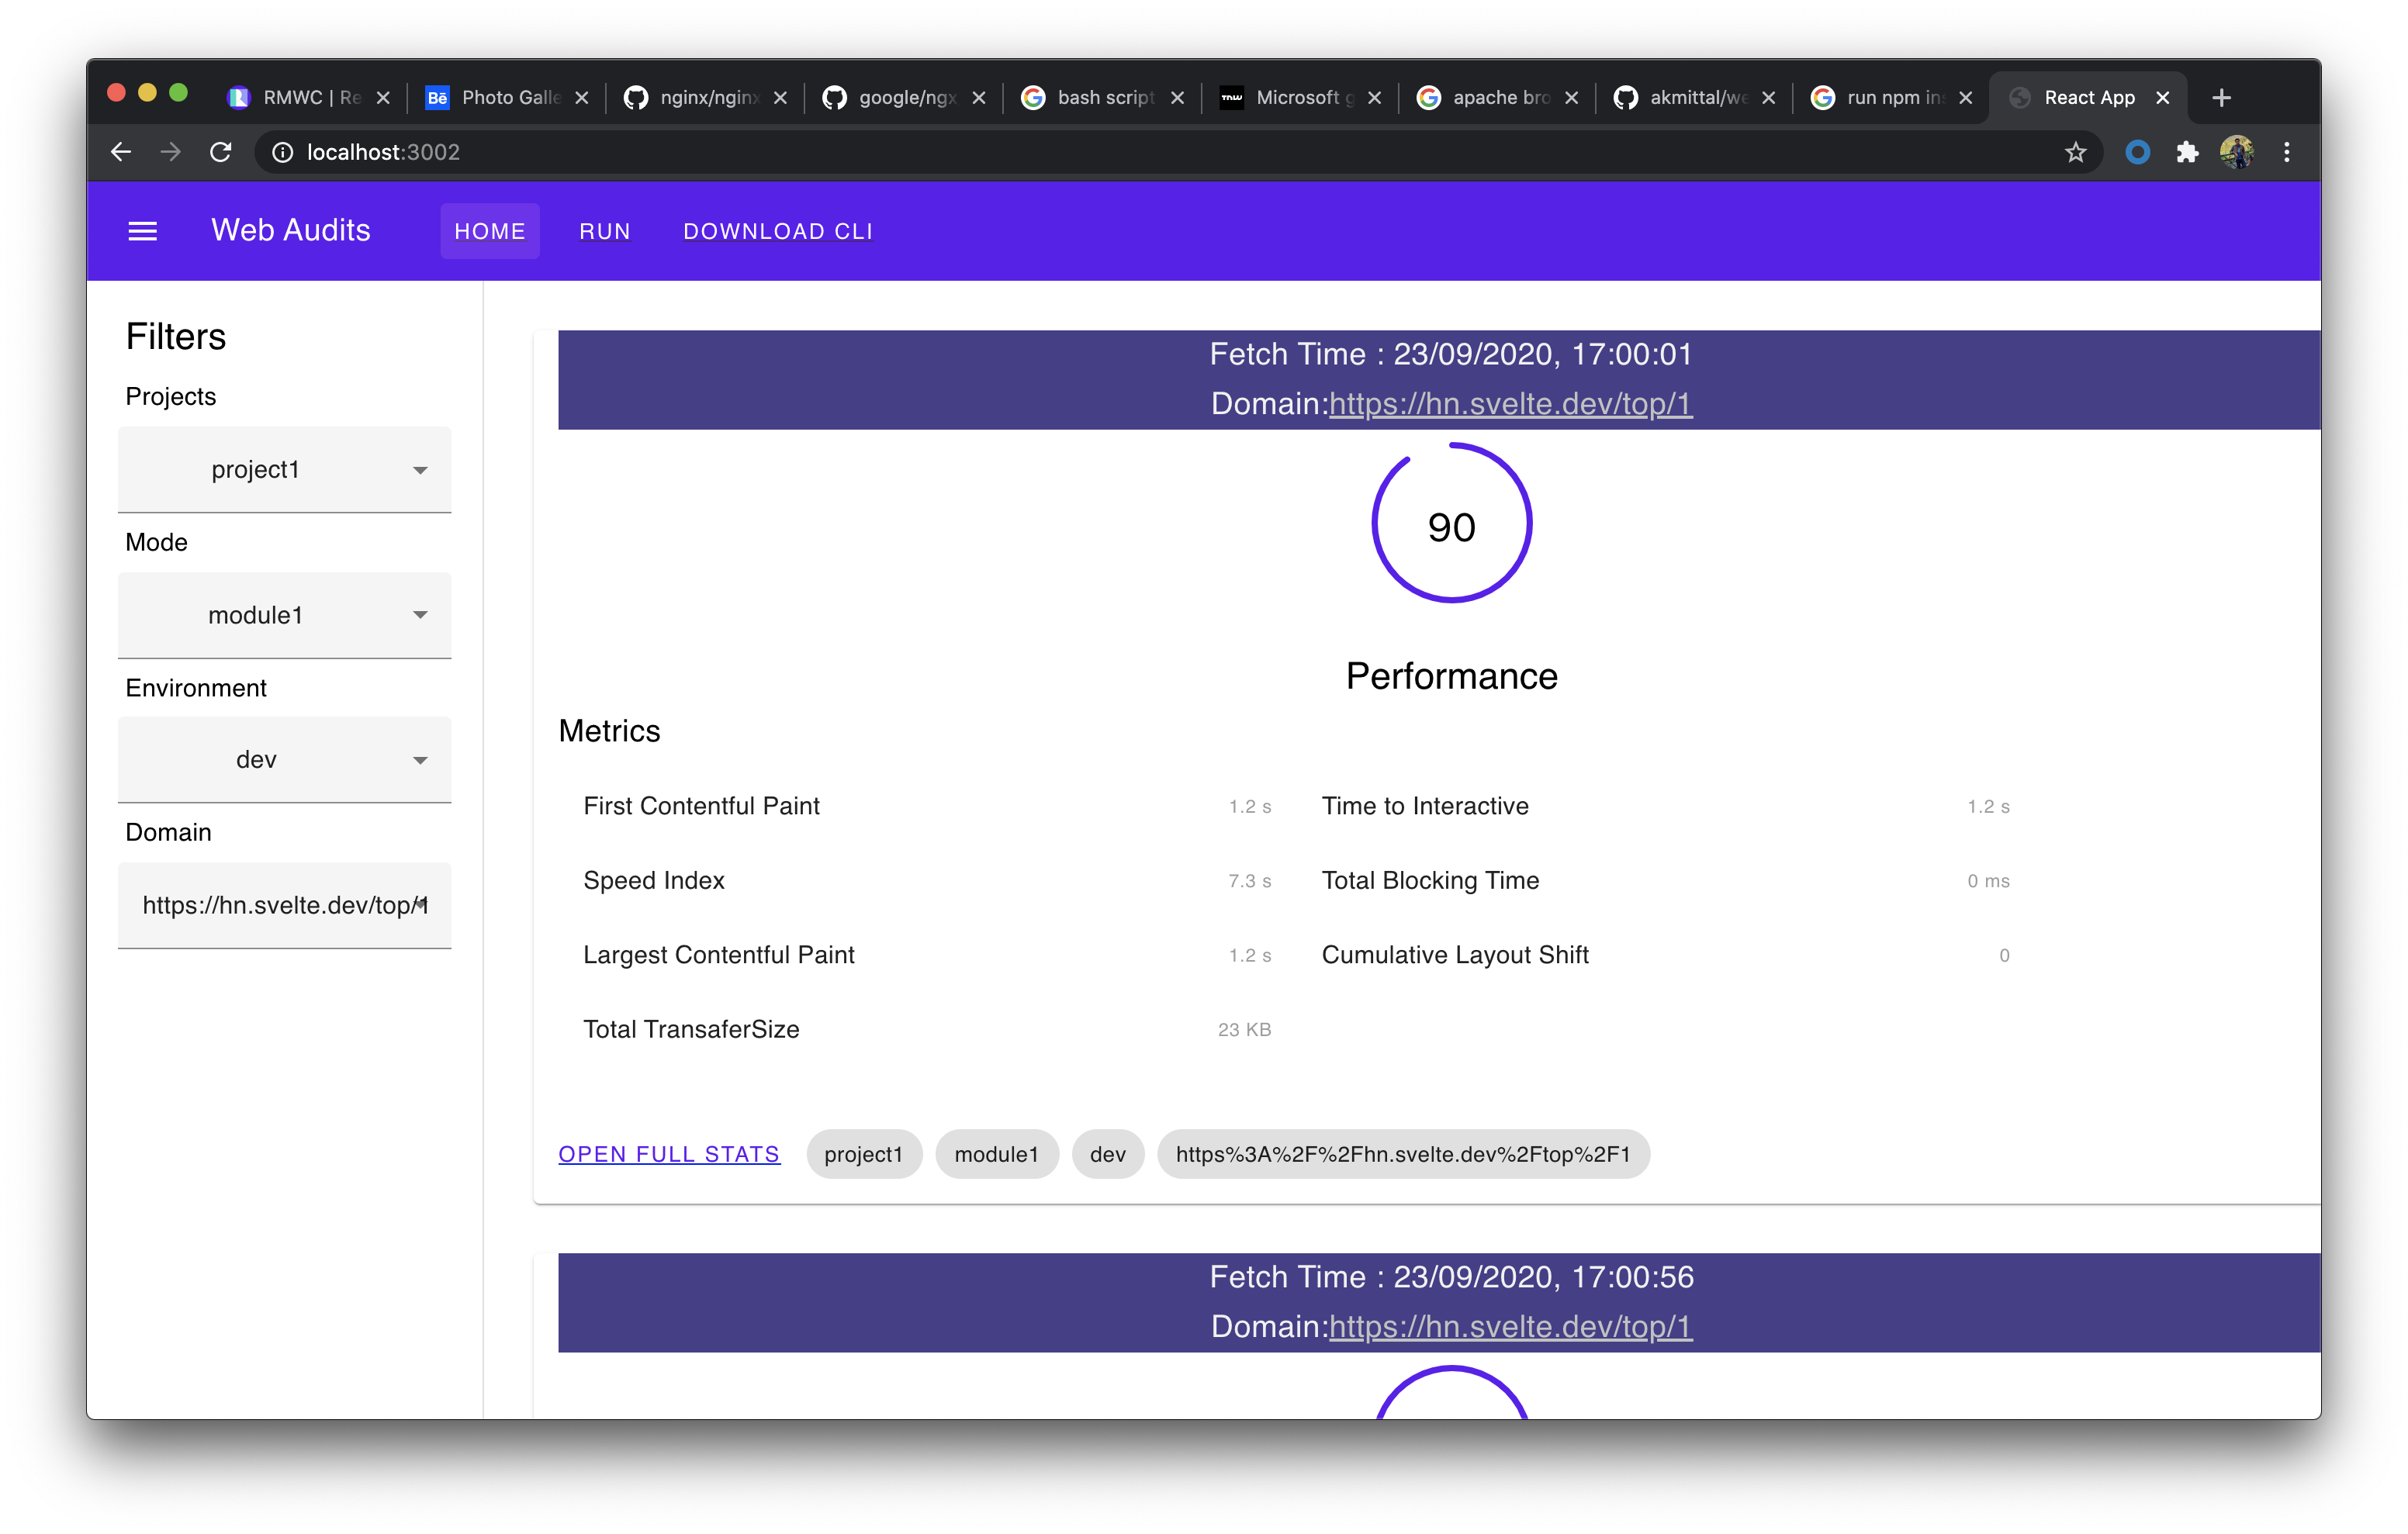 RMWC | Re
Photo Galle
nginx/nginx
google/ngx
bash script
TNW Microsoft g
apache bro
akmittal/we
run npm ins
React App
localhost:3002
Web Audits HOME RUN DOWNLOAD CLI
Filters
Projects
project1
Mode
module1
Environment
dev
Domain
https://hn.svelte.dev/top/1
Fetch Time : 23/09/2020, 17:00:01
Domain:https://hn.svelte.dev/top/1
90
Performance
Metrics
First Contentful Paint 1.2 s Time to Interactive 1.2 s
Speed Index 7.3 s Total Blocking Time 0 ms
Largest Contentful Paint 1.2 s Cumulative Layout Shift 0
Total TransaferSize 23 KB
OPEN FULL STATS project1 module1 dev https%3A%2F%2Fhn.svelte.dev%2Ftop%2F1
Fetch Time : 23/09/2020, 17:00:56
Domain:https://hn.svelte.dev/top/1